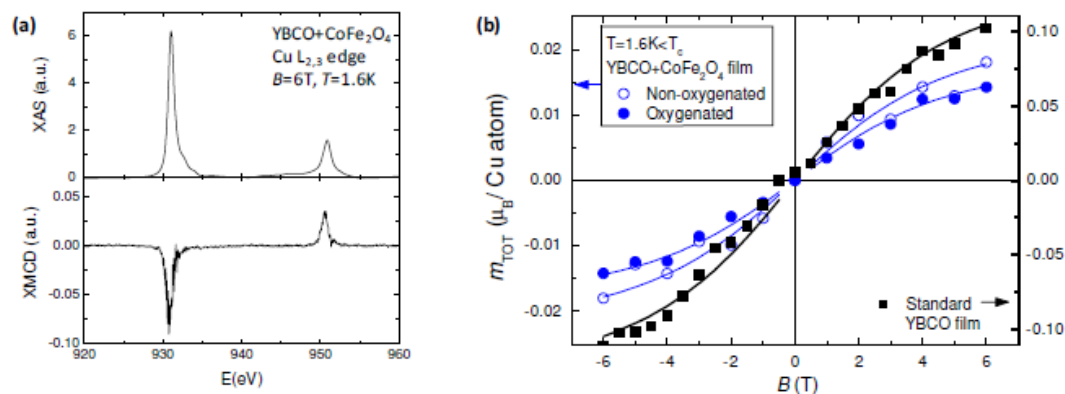 (a)
YBCO+CoFe₂O₄
Cu L₂,₃ edge
B=6T, T=1.6K
XAS (a.u.)
6
4
2
0
XMCD (a.u.)
0.05
0.00
-0.05
-0.10
920 930 940 950 960
E(eV)
(b)
T=1.6K<Tc
YBCO+CoFe₂O₄ film
Non-oxygenated
Oxygenated
m_TOT (μ_B/ Cu atom)
0.02
0.01
0.00
-0.01
-0.02
0.10
0.05
0.00
-0.05
-0.10
Standard
YBCO film
-6 -4 -2 0 2 4 6
B (T)